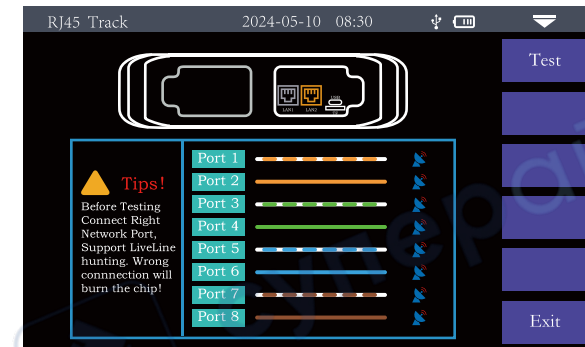 RJ45 Track 2024-05-10 08:30
Test
LAN1 LAN2 USB
Port 1
Port 2
Port 3
Port 4
Port 5
Port 6
Port 7
Port 8
Tips!
Before Testing
Connect Right
Network Port,
Support LiveLine
hunting. Wrong
connnection will
burn the chip!
Exit